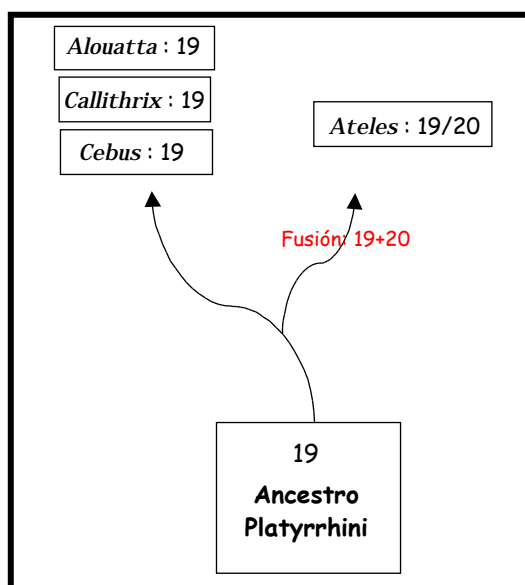 Alouatta : 19
Callithrix : 19
Cebus : 19
Ateles : 19/20
Fusión: 19+20
19
Ancestro
Platyrrhini